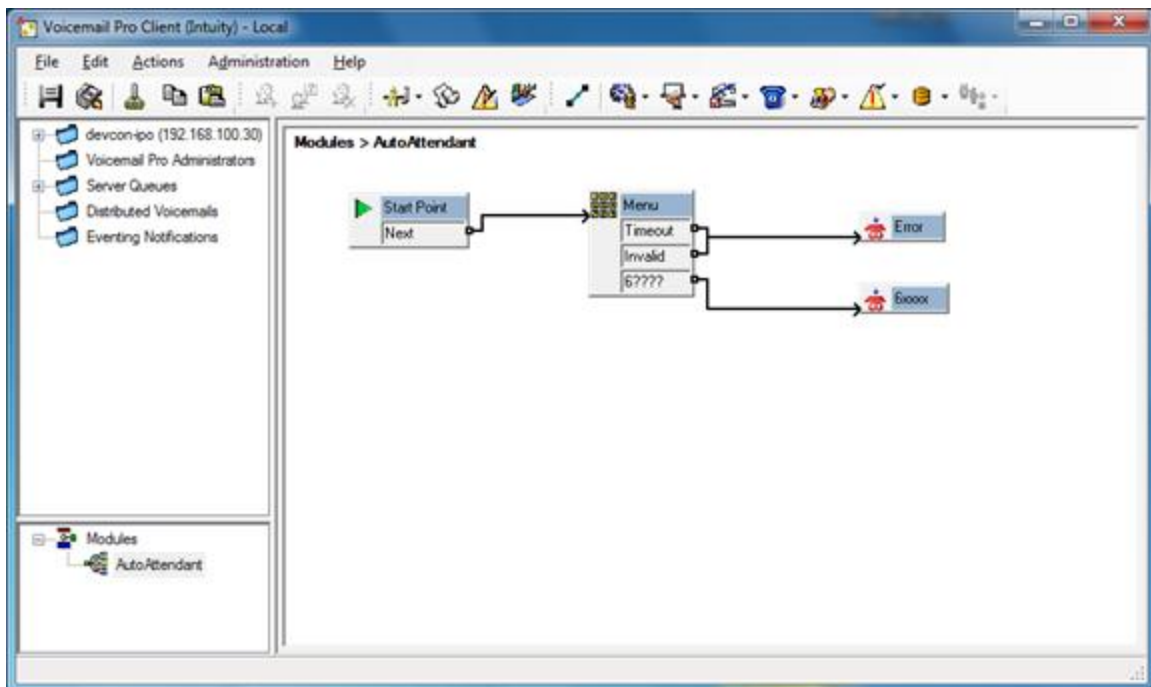 Voicemail Pro Client (Intuity) - Local
File Edit Actions Administration Help
devcon-ipo (192.168.100.30)
Voicemail Pro Administrators
Server Queues
Distributed Voicemails
Eventing Notifications
Modules
AutoAttendant
Modules > AutoAttendant
Start Point
Next
Menu
Timeout
Invalid
6????
Error
6xxxx